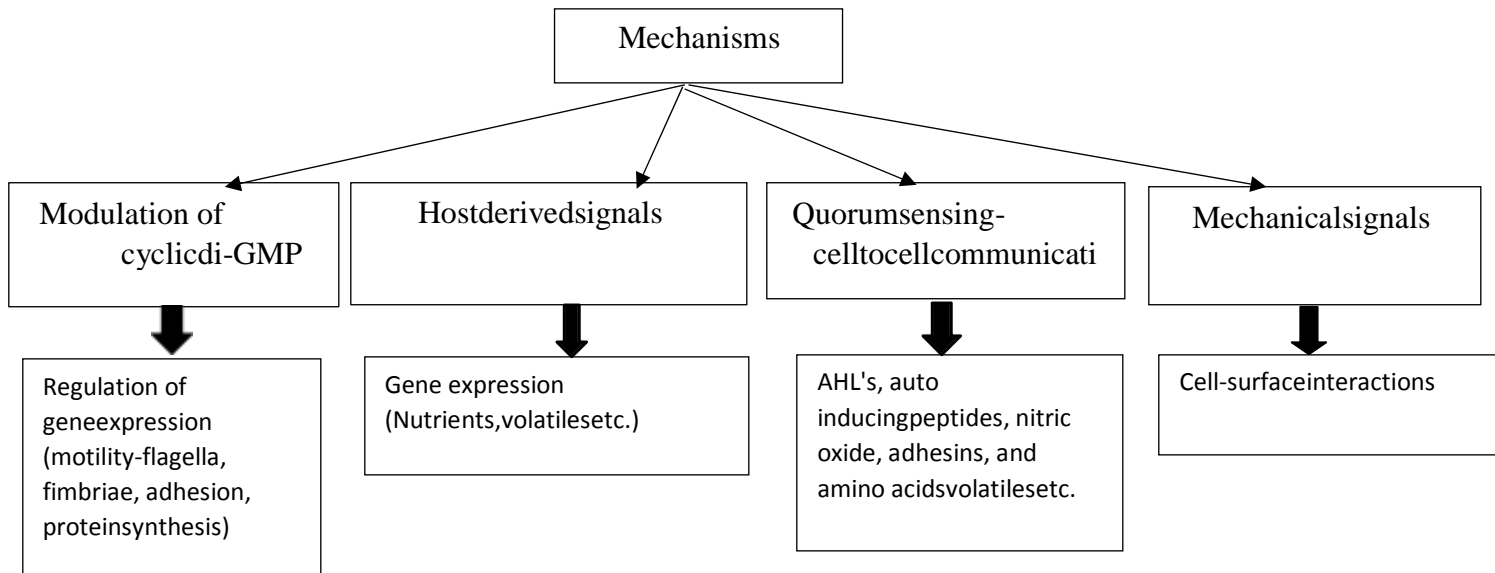 Mechanisms
Modulation of
cyclicdi-GMP
Hostderivedsignals
Quorumsensing-
celltocellcommunicati
Mechanicalsignals
Regulation of
geneexpression
(motility-flagella,
fimbriae, adhesion,
proteinsynthesis)
Gene expression
(Nutrients,volatilesetc.)
AHL's, auto
inducingpeptides, nitric
oxide, adhesins, and
amino acidsvolatilesetc.
Cell-surfaceinteractions